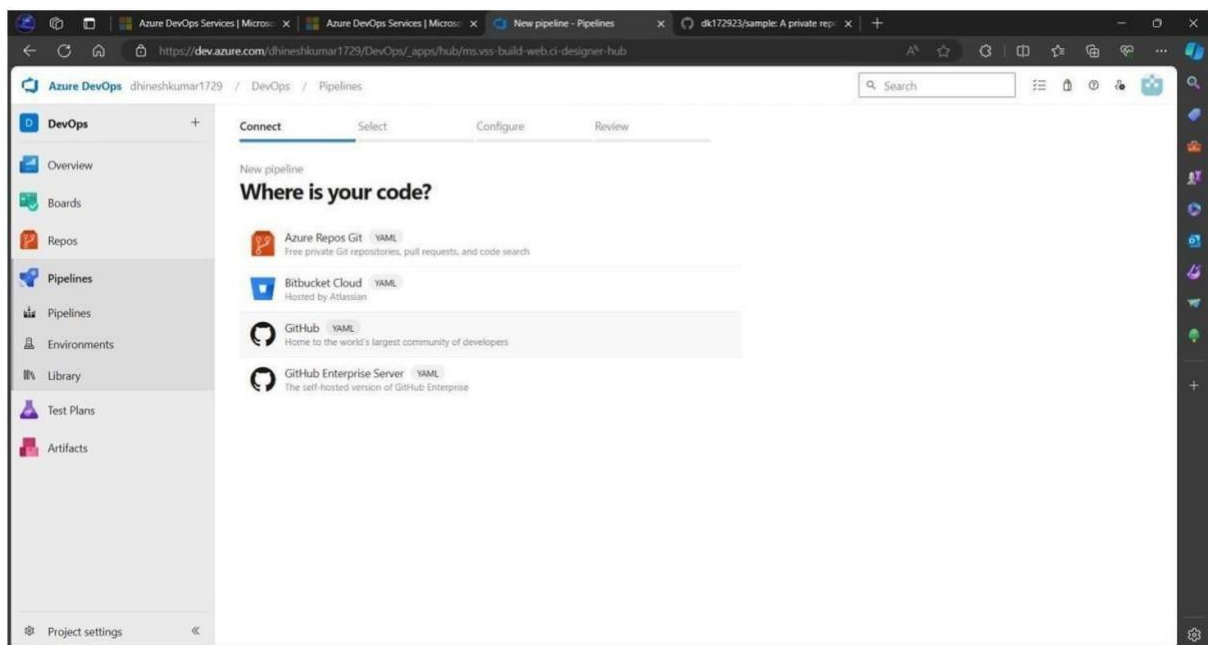 Azure DevOps Services | Microso
Azure DevOps Services | Microso
New pipeline - Pipelines
dk172923/sample: A private rep
https://dev.azure.com/dhineshkumar1729/DevOps/_apps/hub/ms.vss-build-web.ci-designer-hub
Azure DevOps dhineshkumar1729 / DevOps / Pipelines
Search
D DevOps
Overview
Boards
Repos
Pipelines
Pipelines
Environments
Library
Test Plans
Artifacts
Project settings
Connect Select Configure Review
New pipeline
Where is your code?
Azure Repos Git YAML
Free private Git repositories, pull requests, and code search
Bitbucket Cloud YAML
Hosted by Atlassian
GitHub YAML
Home to the world's largest community of developers
GitHub Enterprise Server YAML
The self-hosted version of GitHub Enterprise